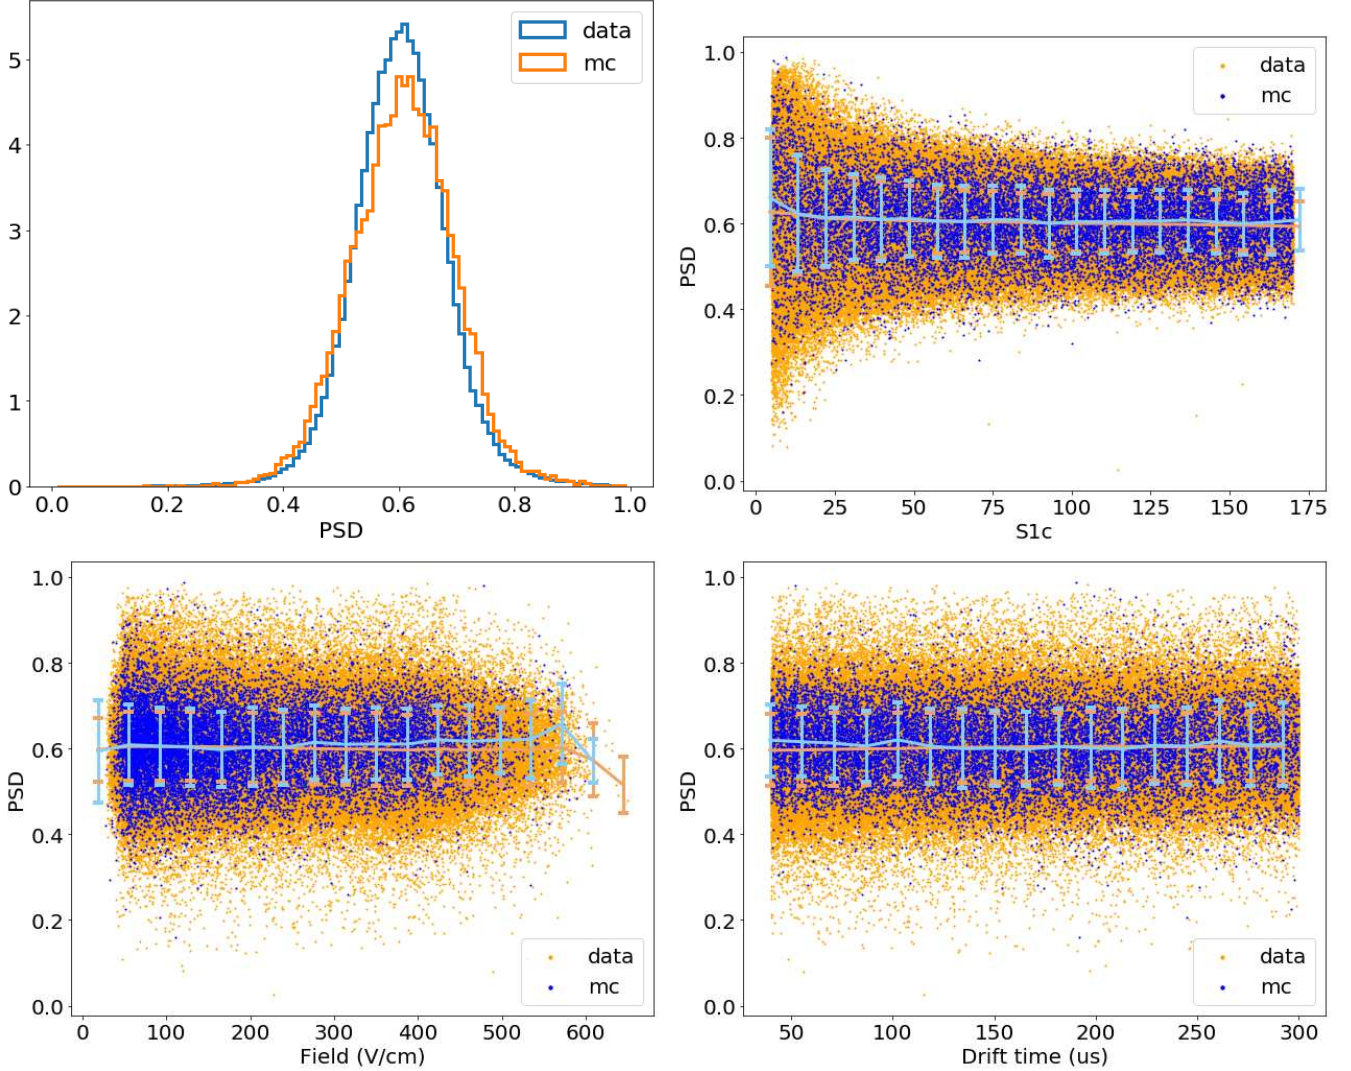 data
mc
5
4
3
2
1
0
0.0 0.2 0.4 0.6 0.8 1.0
PSD
data
mc
1.0
0.8
0.6
0.4
0.2
0.0
PSD
0 25 50 75 100 125 150 175
S1c
1.0
0.8
0.6
0.4
0.2
0.0
PSD
data
mc
0 100 200 300 400 500 600
Field (V/cm)
1.0
0.8
0.6
0.4
0.2
0.0
PSD
data
mc
50 100 150 200 250 300
Drift time (us)